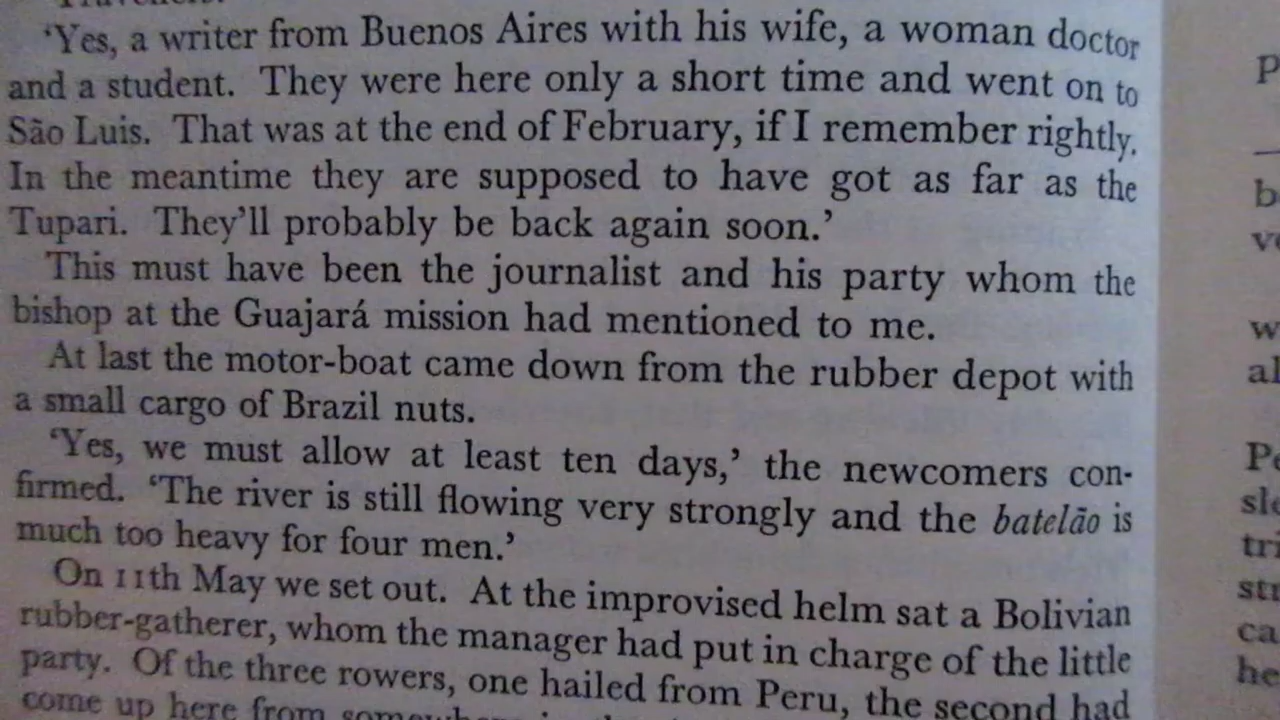 'Yes, a writer from Buenos Aires with his wife, a woman doctor
and a student. They were here only a short time and went on to
São Luis. That was at the end of February, if I remember rightly.
In the meantime they are supposed to have got as far as the
Tupari. They'll probably be back again soon.'
This must have been the journalist and his party whom the
bishop at the Guajará mission had mentioned to me.
At last the motor-boat came down from the rubber depot with
a small cargo of Brazil nuts.
'Yes, we must allow at least ten days,' the newcomers con-
firmed. 'The river is still flowing very strongly and the batelão is
much too heavy for four men.'
On 11th May we set out. At the improvised helm sat a Bolivian
rubber-gatherer, whom the manager had put in charge of the little
party. Of the three rowers, one hailed from Peru, the second had
come up here from somewhere